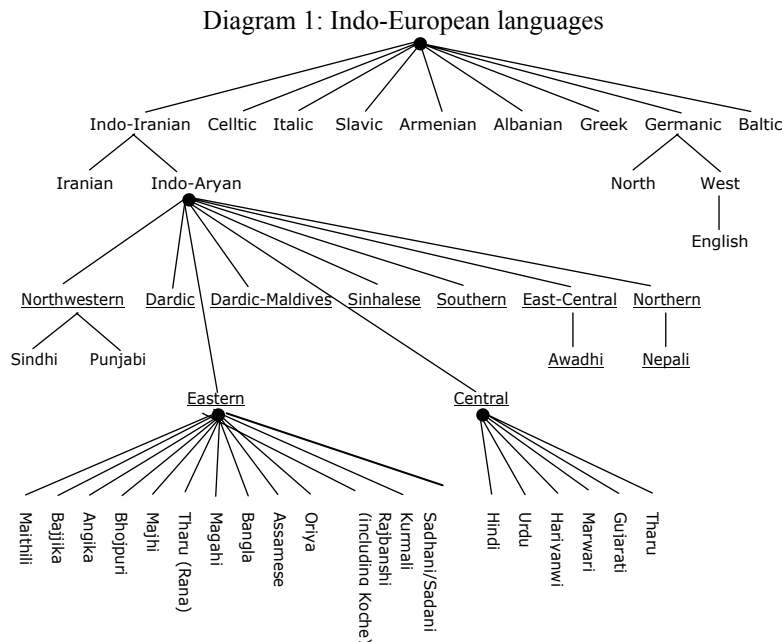 Diagram 1: Indo-European languages
Indo-Iranian Celltic Italic Slavic Armenian Albanian Greek Germanic Baltic
Iranian Indo-Aryan North West
English
Northwestern Dardic Dardic-Maldives Sinhalese Southern East-Central Northern
Sindhi Punjabi Awadhi Nepali
Eastern Central
Maithili
Bajjika
Angika
Bhojpuri
Majhi
Tharu (Rana)
Magahi
Bangla
Assamese
Oriya
Rajbanshi
(including Koche)
Kurmali
Sadhani/Sadani
Hindi
Urdu
Hariyanwi
Marwari
Gujarati
Tharu